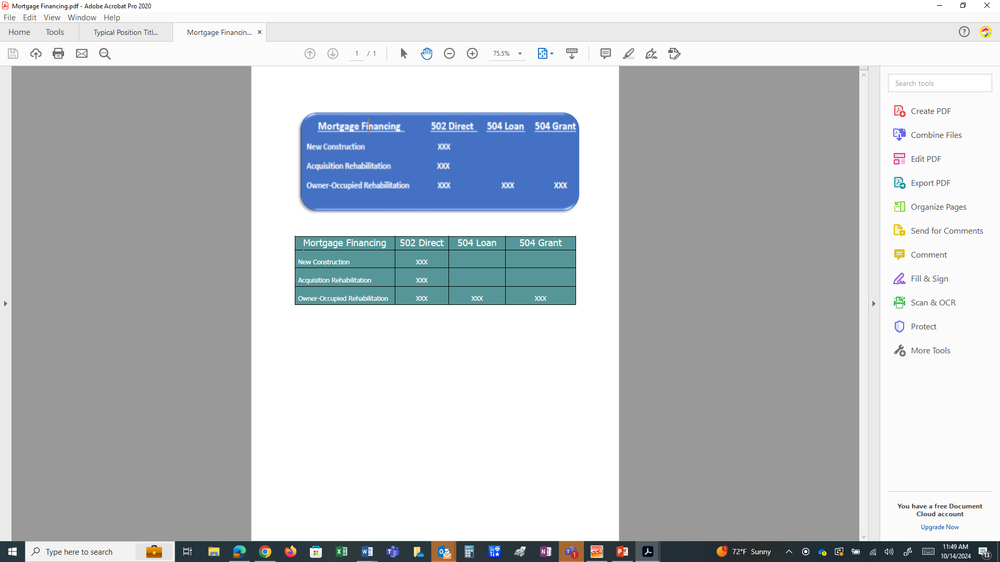 Mortgage Financing.pdf - Adobe Acrobat Pro 2020
File Edit View Window Help
Home Tools Typical Position Titl... Mortgage Financin... ×
1 / 1 75.5%
Mortgage Financing 502 Direct 504 Loan 504 Grant
New Construction XXX
Acquisition Rehabilitation XXX
Owner-Occupied Rehabilitation XXX XXX XXX
Mortgage Financing 502 Direct 504 Loan 504 Grant
New Construction XXX
Acquisition Rehabilitation XXX
Owner-Occupied Rehabilitation XXX XXX XXX
Search tools
Create PDF
Combine Files
Edit PDF
Export PDF
Organize Pages
Send for Comments
Comment
Fill & Sign
Scan & OCR
Protect
More Tools
You have a free Document
Cloud account
Upgrade Now
Type here to search
CC4
1
1
72°F Sunny
11:49 AM
10/14/2024
13